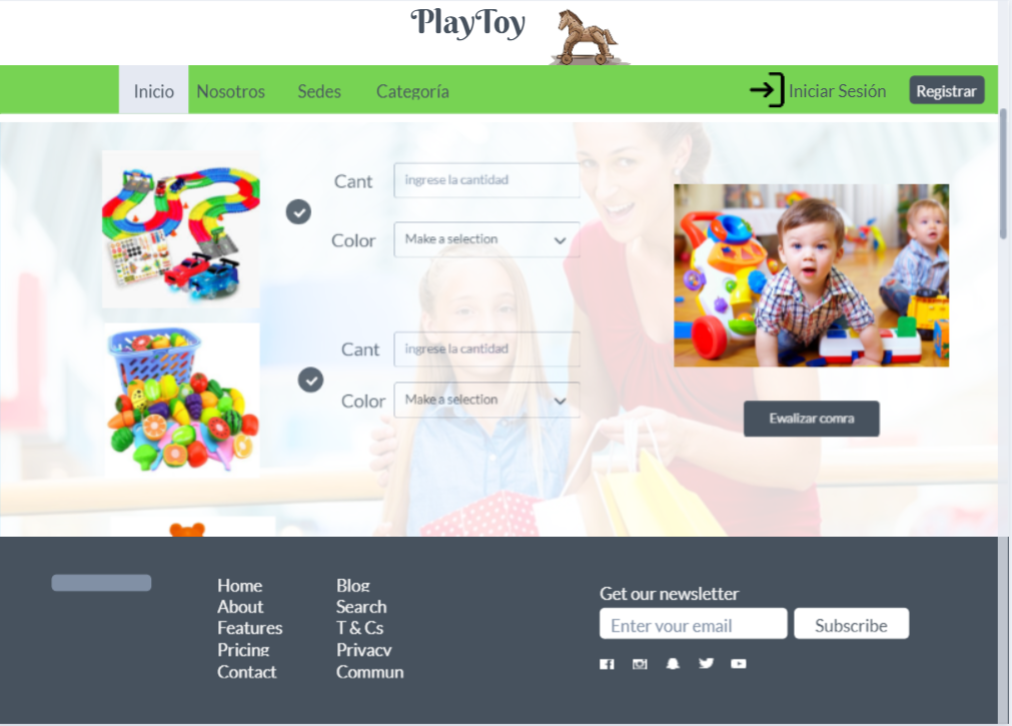 PlayToy
Inicio Nosotros Sedes Categoría Iniciar Sesión Registrar
Cant ingrese la cantidad
Color Make a selection
Cant ingrese la cantidad
Color Make a selection
Ewalizar comra
Home Blog
About Search
Features T & Cs
Pricing Privacy
Contact Commun
Get our newsletter
Enter your email Subscribe